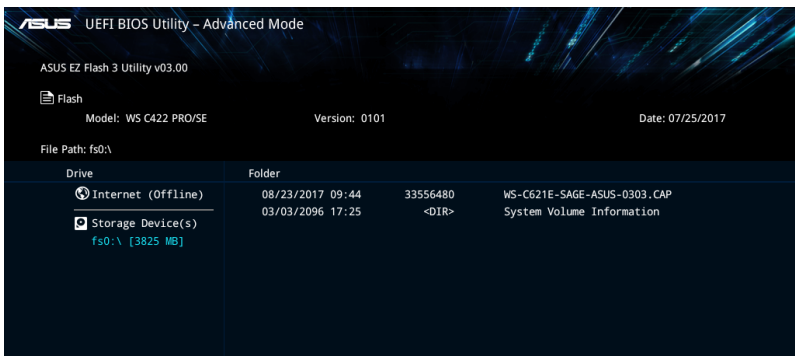 ASUS UEFI BIOS Utility – Advanced Mode
ASUS EZ Flash 3 Utility v03.00
Flash
Model: WS C422 PRO/SE Version: 0101 Date: 07/25/2017
File Path: fs0:\
Drive Folder
Internet (Offline) 08/23/2017 09:44 33556480 WS-C621E-SAGE-ASUS-0303.CAP
03/03/2096 17:25 <DIR> System Volume Information
Storage Device(s)
fs0:\ [3825 MB]